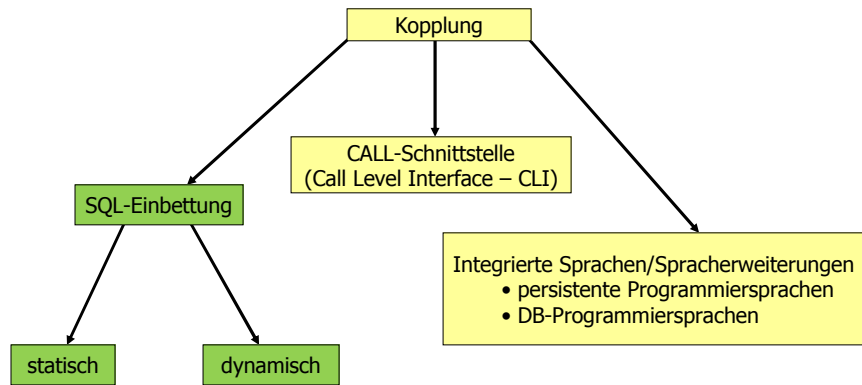 Kopplung
CALL-Schnittstelle
(Call Level Interface – CLI)
SQL-Einbettung
Integrierte Sprachen/Spracherweiterungen
• persistente Programmiersprachen
• DB-Programmiersprachen
statisch
dynamisch